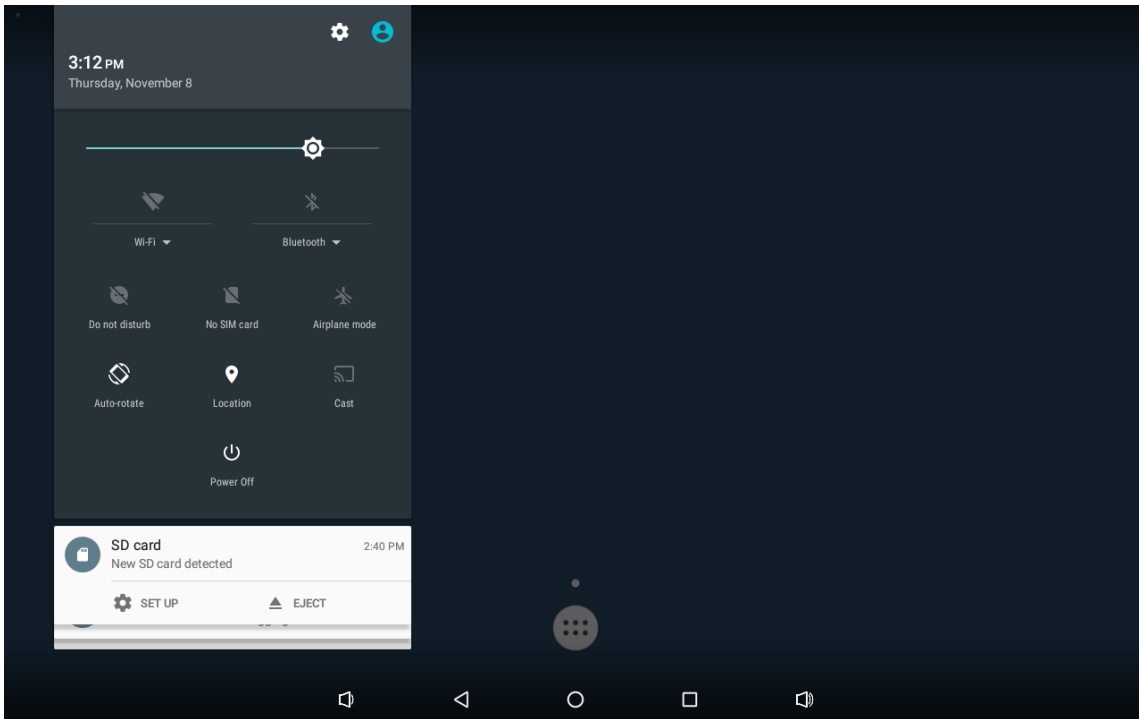 3:12 PM
Thursday, November 8
Wi-Fi
Bluetooth
Do not disturb
No SIM card
Airplane mode
Auto-rotate
Location
Cast
Power Off
SD card
2:40 PM
New SD card detected
SET UP
EJECT